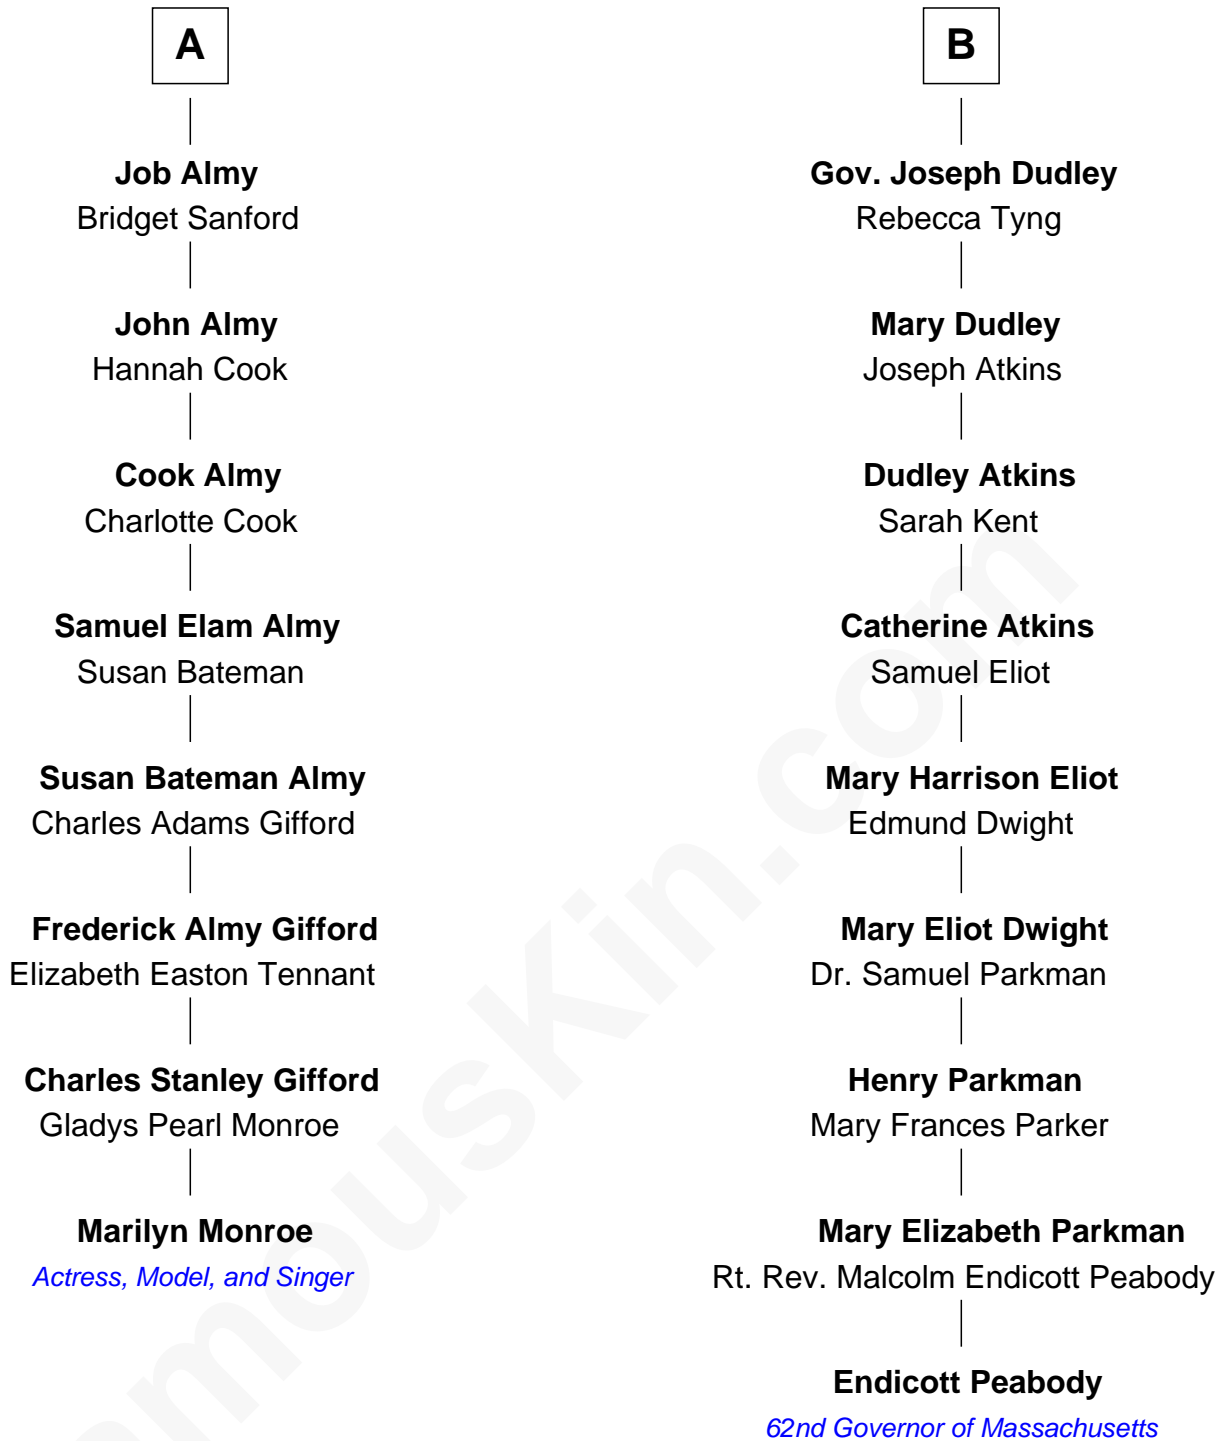 A
Job Almy
Bridget Sanford
John Almy
Hannah Cook
Cook Almy
Charlotte Cook
Samuel Elam Almy
Susan Bateman
Susan Bateman Almy
Charles Adams Gifford
Frederick Almy Gifford
Elizabeth Easton Tennant
Charles Stanley Gifford
Gladys Pearl Monroe
Marilyn Monroe
Actress, Model, and Singer
B
Gov. Joseph Dudley
Rebecca Tyng
Mary Dudley
Joseph Atkins
Dudley Atkins
Sarah Kent
Catherine Atkins
Samuel Eliot
Mary Harrison Eliot
Edmund Dwight
Mary Eliot Dwight
Dr. Samuel Parkman
Henry Parkman
Mary Frances Parker
Mary Elizabeth Parkman
Rt. Rev. Malcolm Endicott Peabody
Endicott Peabody
62nd Governor of Massachusetts
amousKin.com